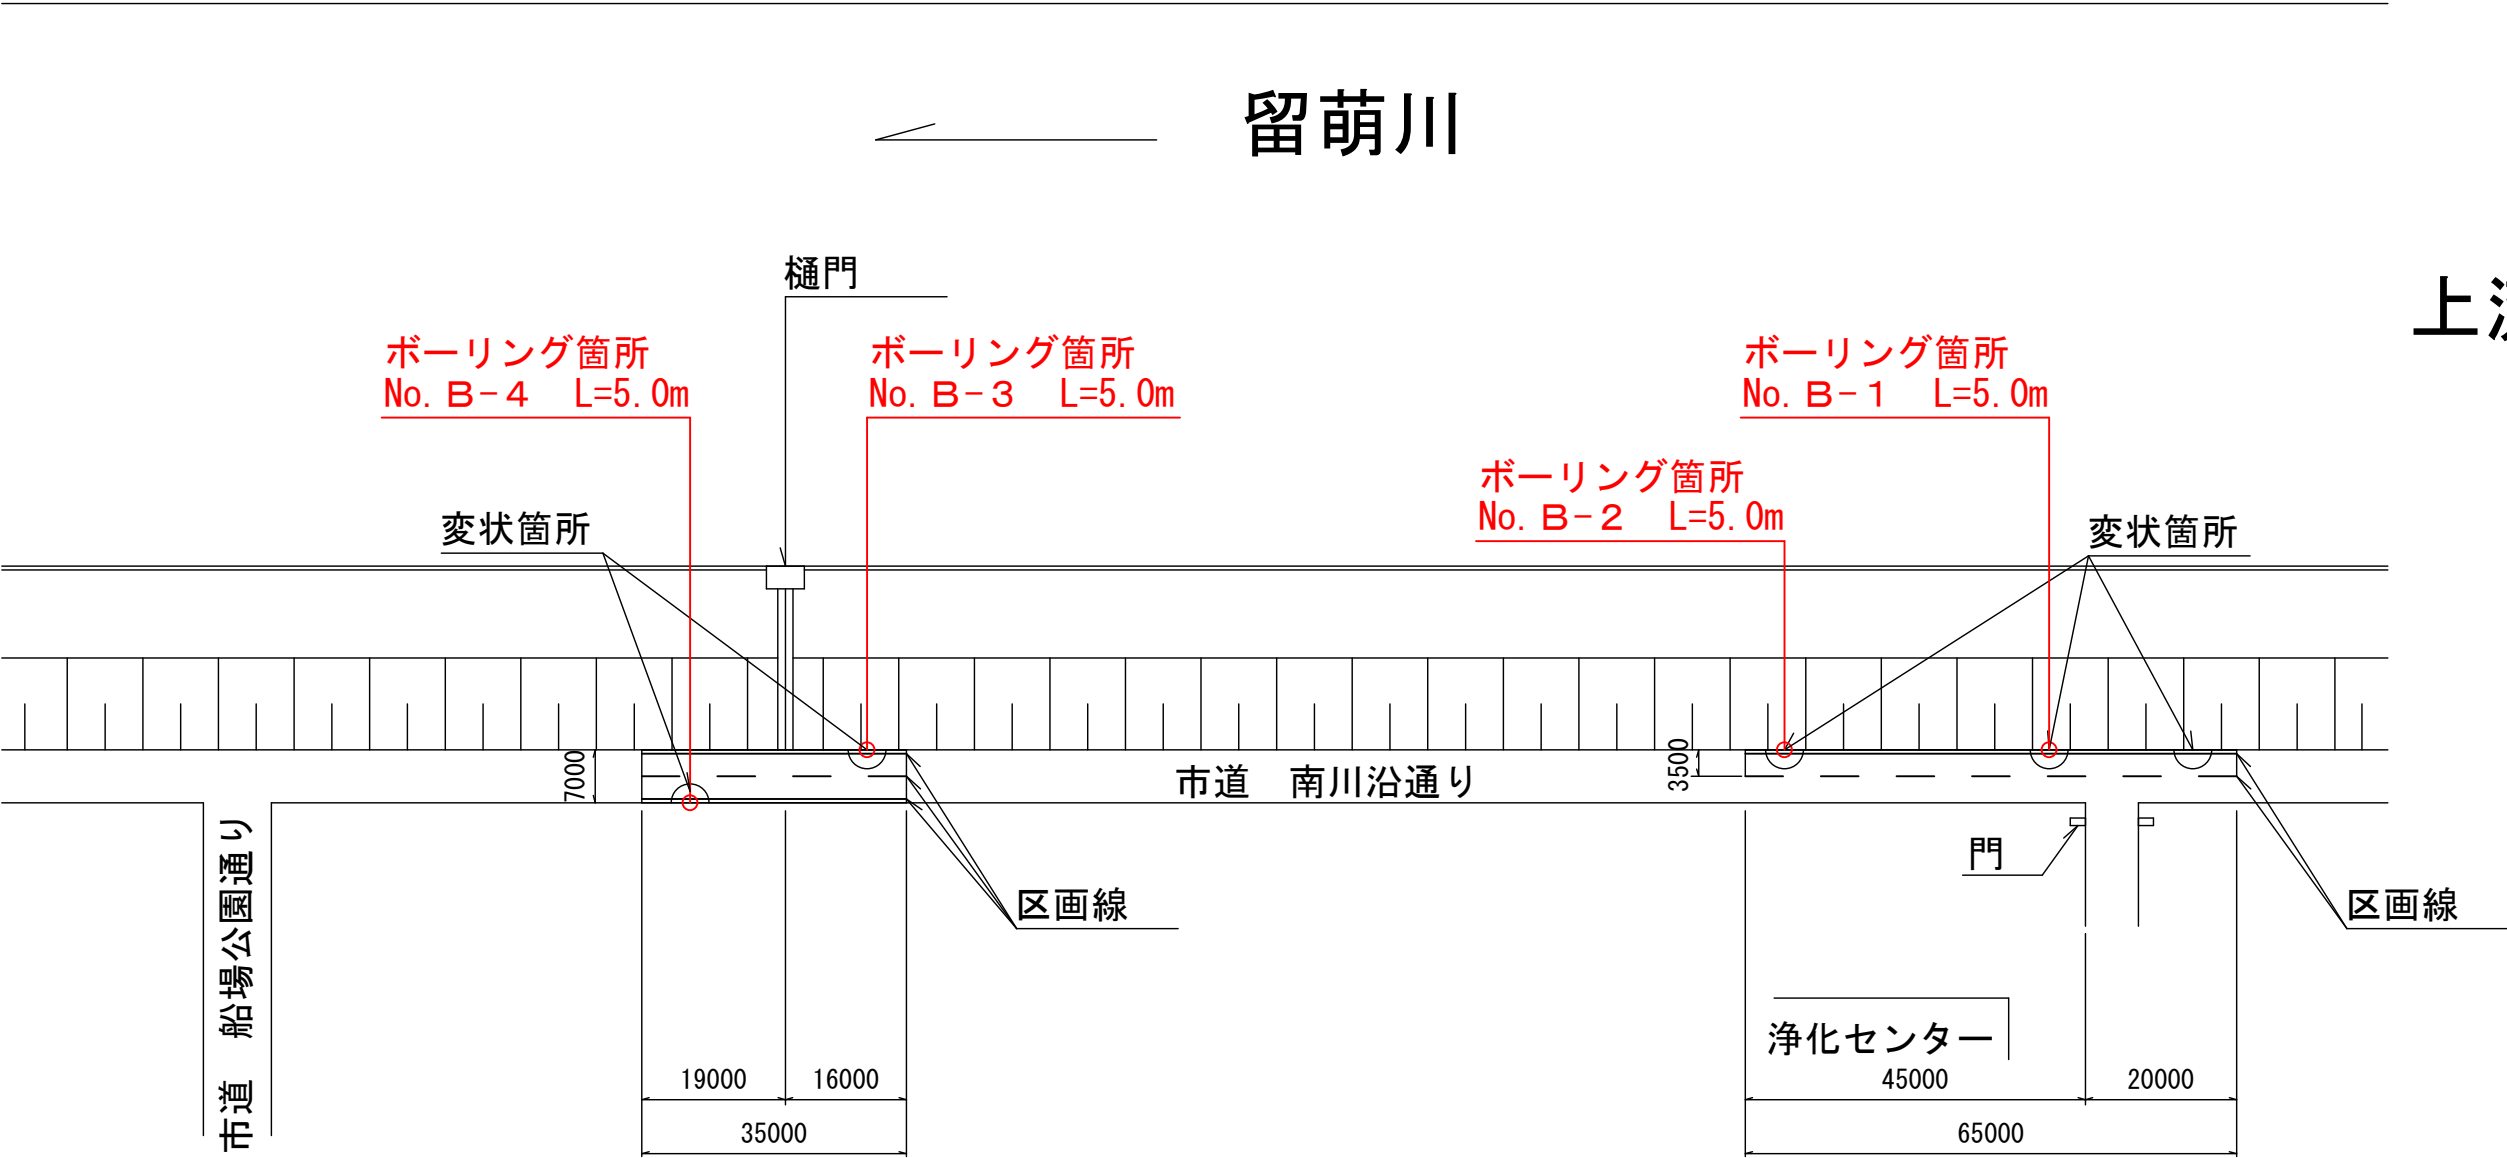 留萌川
樋門
上
ボーリング箇所
No. B-4 L=5.0m
ボーリング箇所
No. B-3 L=5.0m
ボーリング箇所
No. B-1 L=5.0m
ボーリング箇所
No. B-2 L=5.0m
変状箇所
変状箇所
7000
市道 南川沿通り
3500
市道 船場公園通り
門
区画線
区画線
浄化センター
19000
16000
45000
20000
35000
65000